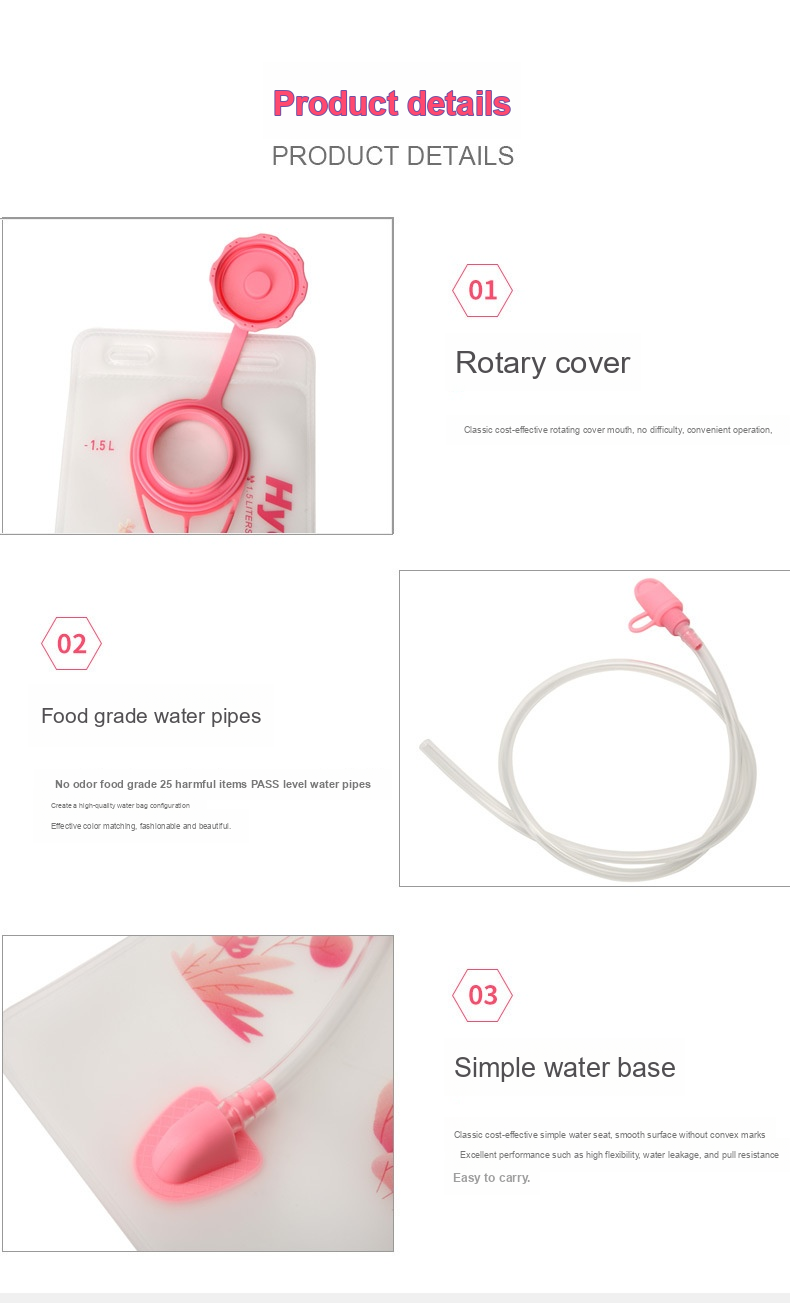 Product details
PRODUCT DETAILS
01
Rotary cover
Classic cost-effective rotating cover mouth, no difficulty, convenient operation,
- 1.5 L
1.5 LITERS
Hy
02
Food grade water pipes
No odor food grade 25 harmful items PASS level water pipes
Create a high-quality water bag configuration
Effective color matching, fashionable and beautiful.
03
Simple water base
Classic cost-effective simple water seat, smooth surface without convex marks
Excellent performance such as high flexibility, water leakage, and pull resistance
Easy to carry.